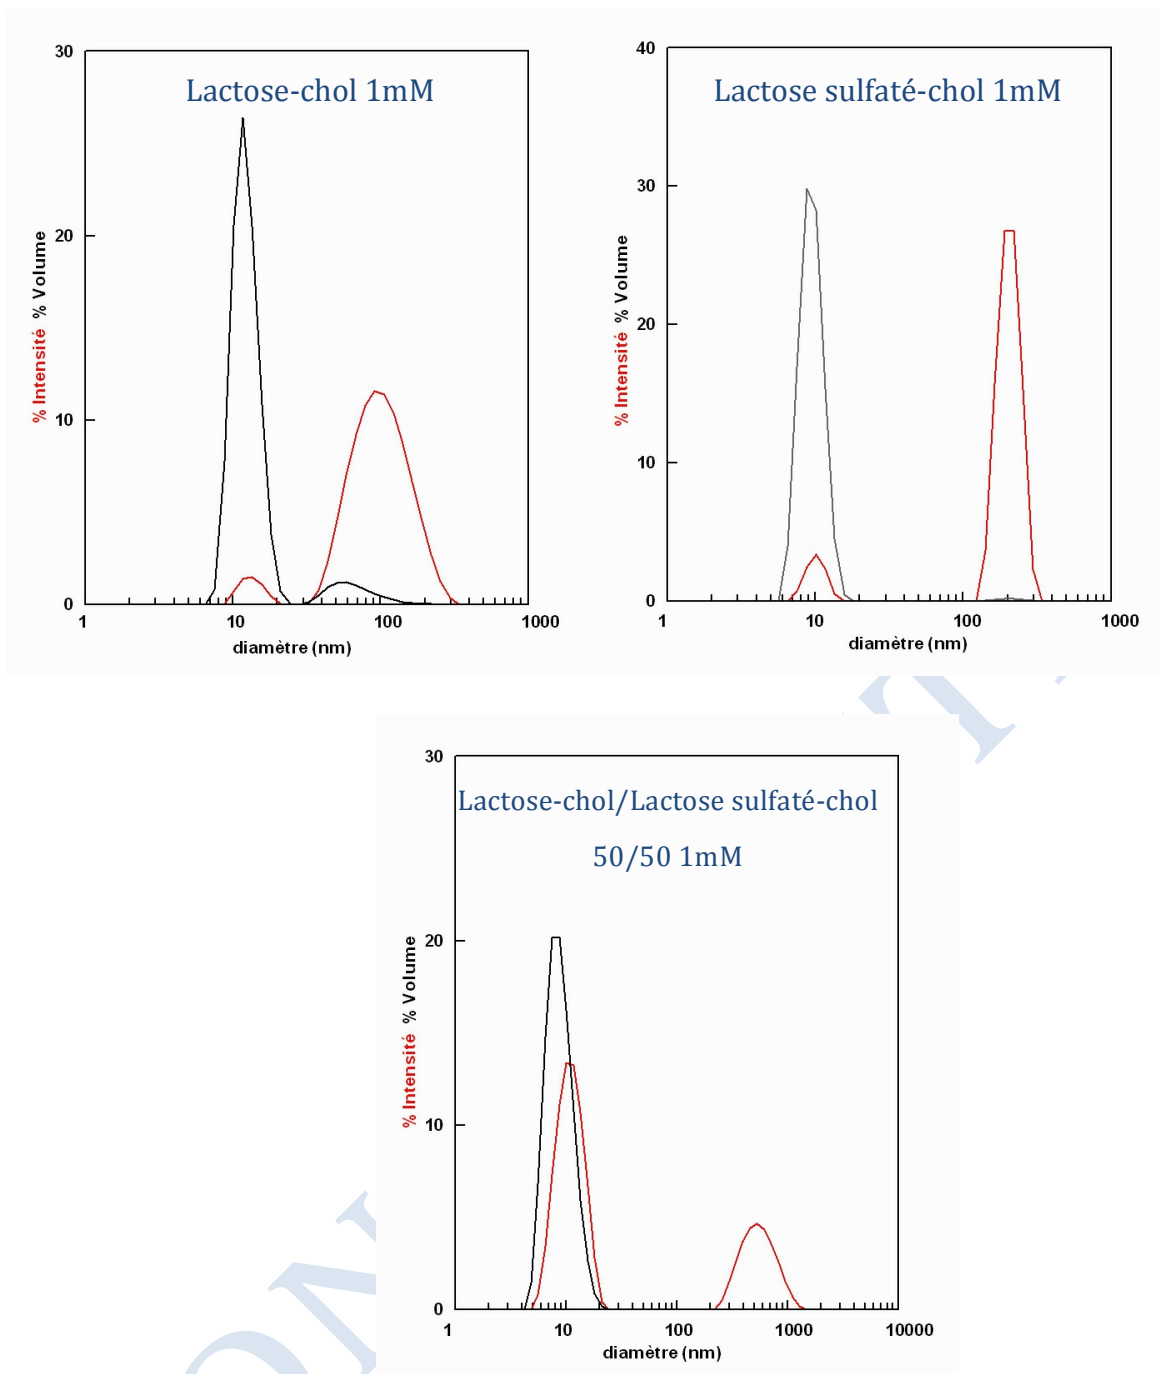 Lactose-chol 1mM
30
20
10
0
% Intensité % Volume
1 10 100 1000
diamètre (nm)
Lactose sulfaté-chol 1mM
40
30
20
10
0
% Intensité % Volume
1 10 100 1000
diamètre (nm)
Lactose-chol/Lactose sulfaté-chol
50/50 1mM
30
20
10
0
% Intensité % Volume
1 10 100 1000 10000
diamètre (nm)